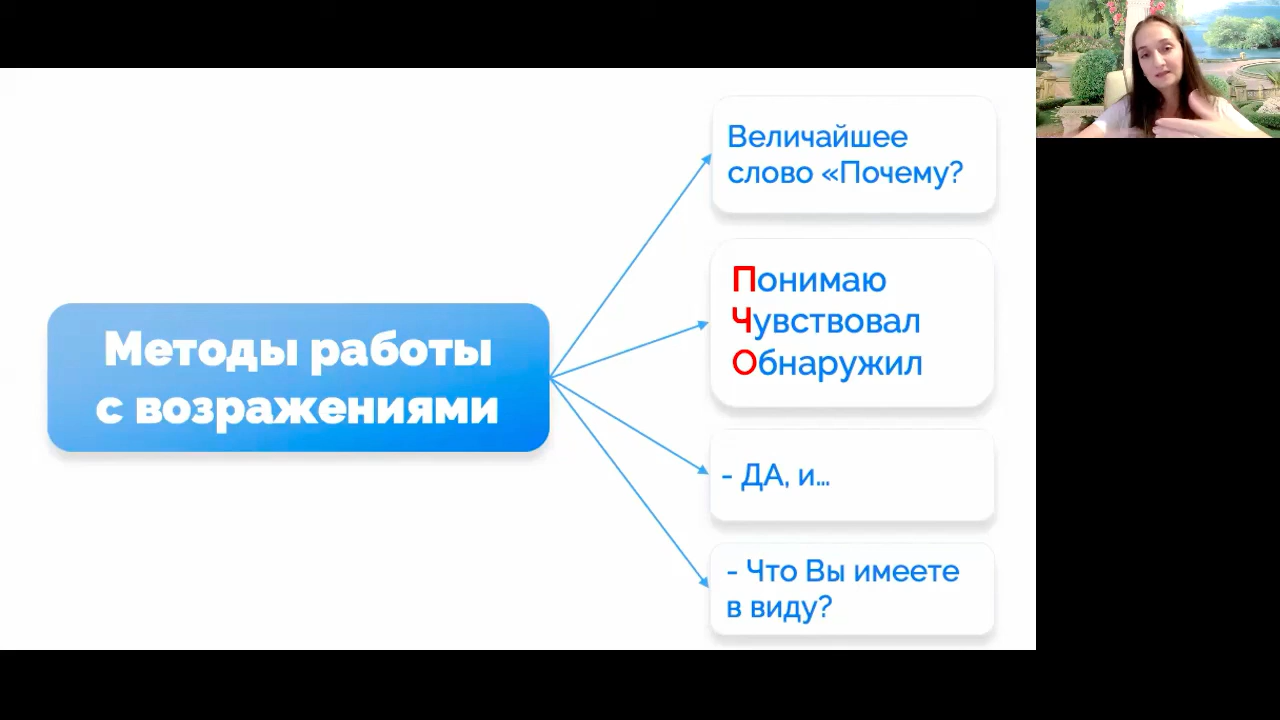 Методы работы
с возражениями
Величайшее
слово «Почему?
Понимаю
Чувствовал
Обнаружил
- ДА, и...
- Что Вы имеете
в виду?